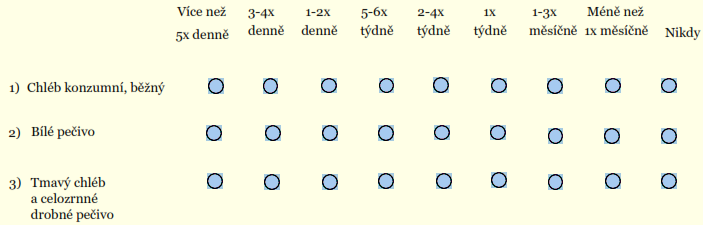 Více než 3-4x 1-2x 5-6x 2-4x 1x 1-3x Méně než
5x denně denně denně týdně týdně týdně měsíčně 1x měsíčně Nikdy
1) Chléb konzumní, běžný
2) Bílé pečivo
3) Tmavý chléb
a celozrnné
drobné pečivo